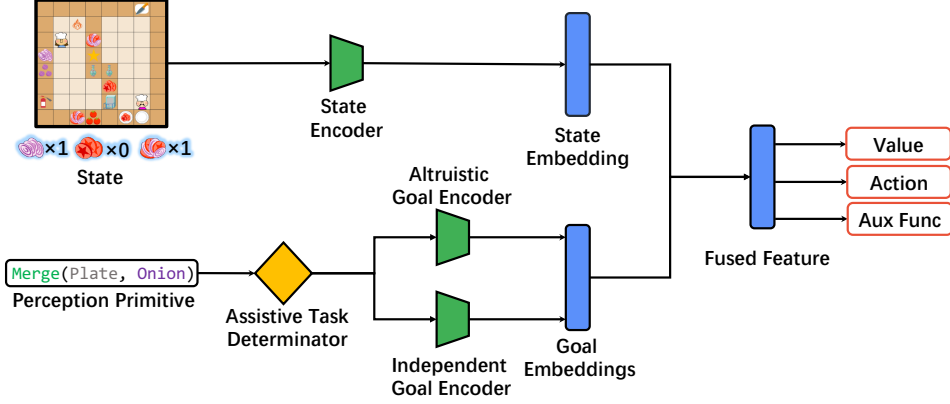 ×1 ×0 ×1
State
State
Encoder
State
Embedding
Altruistic
Goal Encoder
Merge(Plate, Onion)
Perception Primitive
Assistive Task
Determinator
Independent
Goal Encoder
Goal
Embeddings
Fused Feature
Value
Action
Aux Func